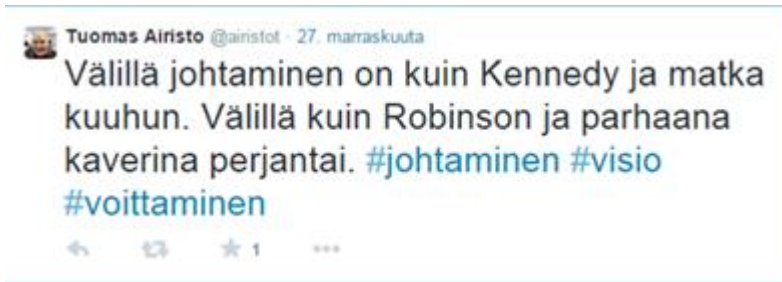 Tuomas Airisto @airistot · 27. marraskuuta
Välillä johtaminen on kuin Kennedy ja matka
kuuhun. Välillä kuin Robinson ja parhaana
kaverina perjantai. #johtaminen #visio
#voittaminen
1